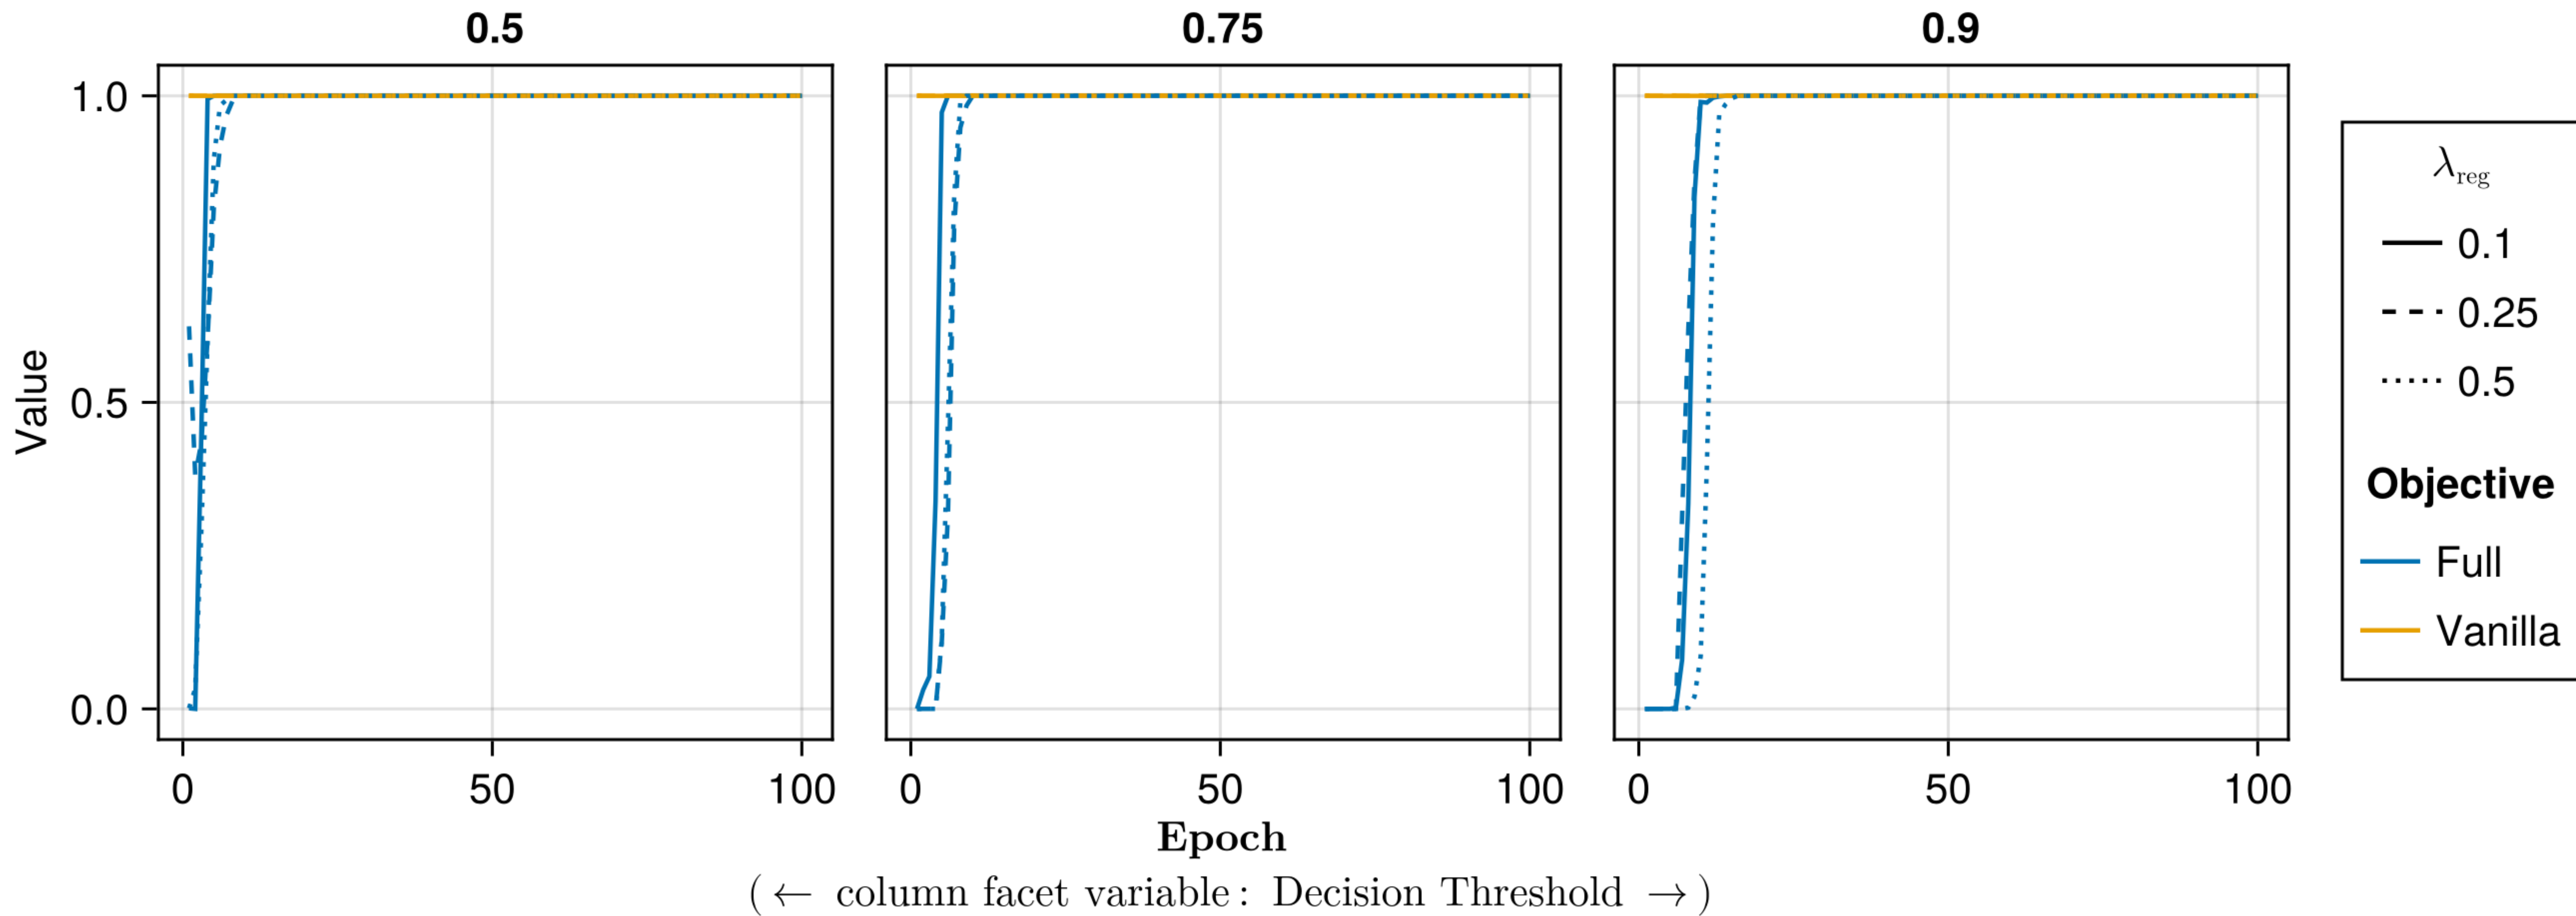 0.5 0.75 0.9
Value
1.0
0.5
0.0
0 50 100 0 50 100 0 50 100
Epoch
( ← column facet variable : Decision Threshold → )
λreg
0.1
0.25
0.5
Objective
Full
Vanilla